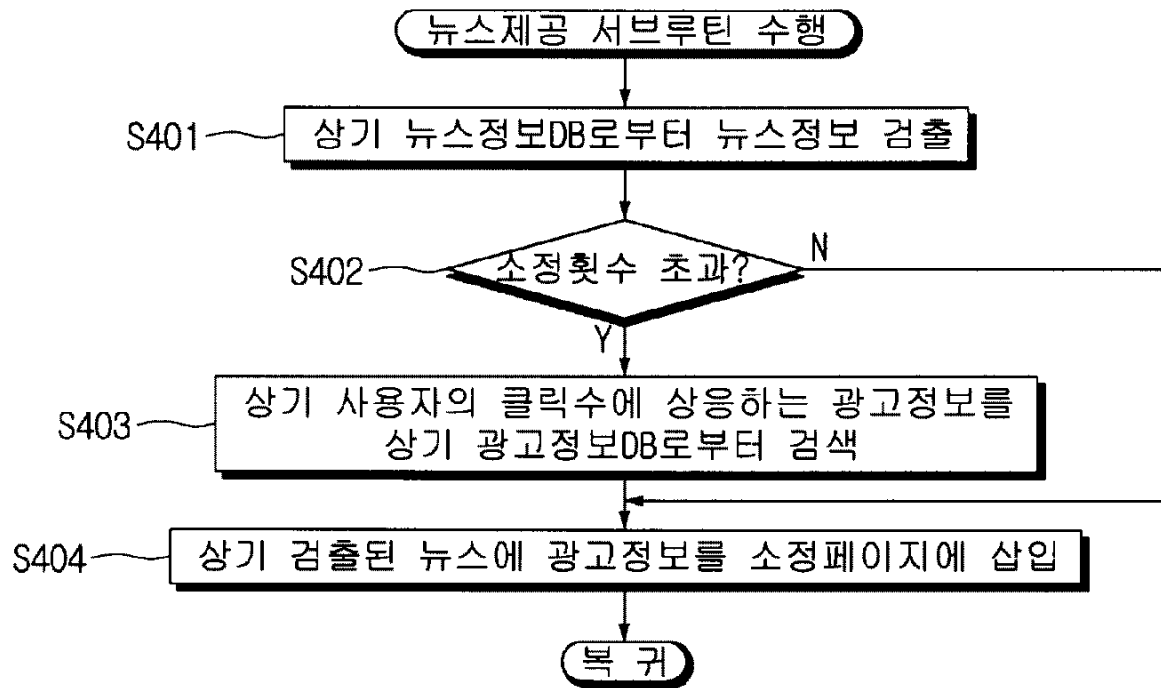 뉴스제공 서브루틴 수행
S401
상기 뉴스정보DB로부터 뉴스정보 검출
S402
소정횟수 초과?
N
Y
S403
상기 사용자의 클릭수에 상응하는 광고정보를
상기 광고정보DB로부터 검색
S404
상기 검출된 뉴스에 광고정보를 소정페이지에 삽입
복 귀